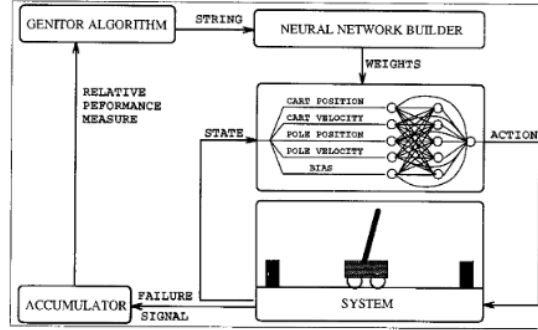 GENITOR ALGORITHM
STRING
NEURAL NETWORK BUILDER
WEIGHTS
RELATIVE
PEFORMANCE
MEASURE
STATE
CART POSITION
CART VELOCITY
POLE POSITION
POLE VELOCITY
BIAS
ACTION
ACCUMULATOR
FAILURE
SIGNAL
SYSTEM